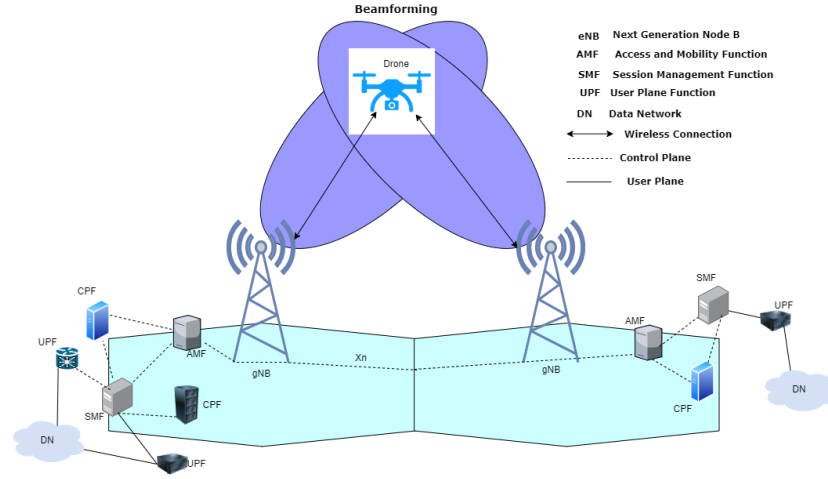 Beamforming
Drone
eNB Next Generation Node B
AMF Access and Mobility Function
SMF Session Management Function
UPF User Plane Function
DN Data Network
Wireless Connection
Control Plane
User Plane
CPF
UPF
AMF
SMF
CPF
DN
UPF
gNB
Xn
gNB
AMF
SMF
UPF
CPF
DN